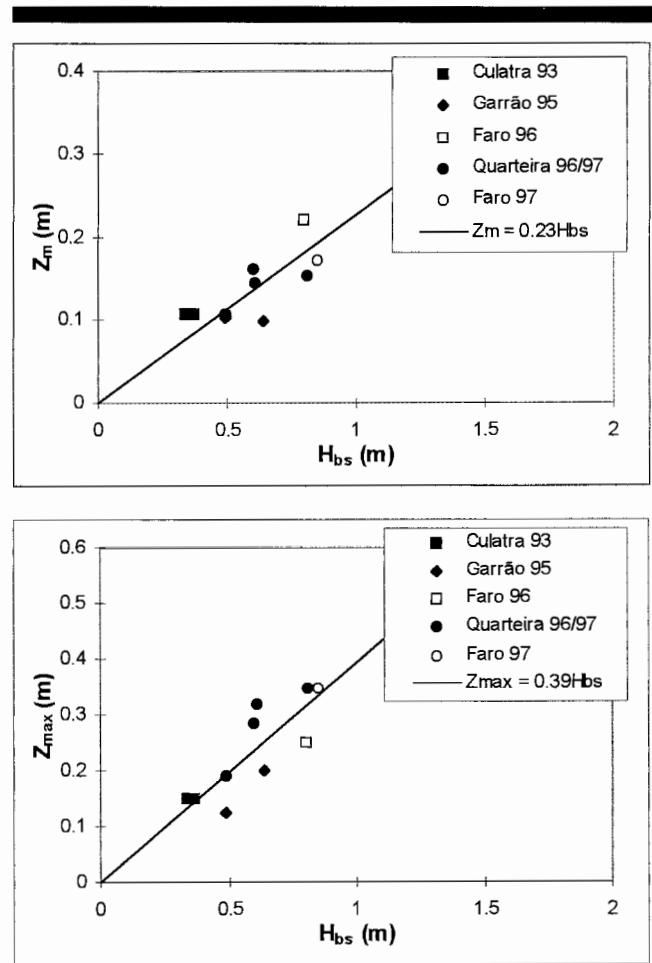 0.4
0.3
0.2
0.1
0
Zm (m)
0 0.5 1 1.5 2
Hbs (m)
Culatra 93
Garrão 95
Faro 96
Quarteira 96/97
Faro 97
Zm = 0.23Hbs
0.6
0.5
0.4
0.3
0.2
0.1
0
Zmax (m)
0 0.5 1 1.5 2
Hbs (m)
Culatra 93
Garrão 95
Faro 96
Quarteira 96/97
Faro 97
Zmax = 0.39Hbs